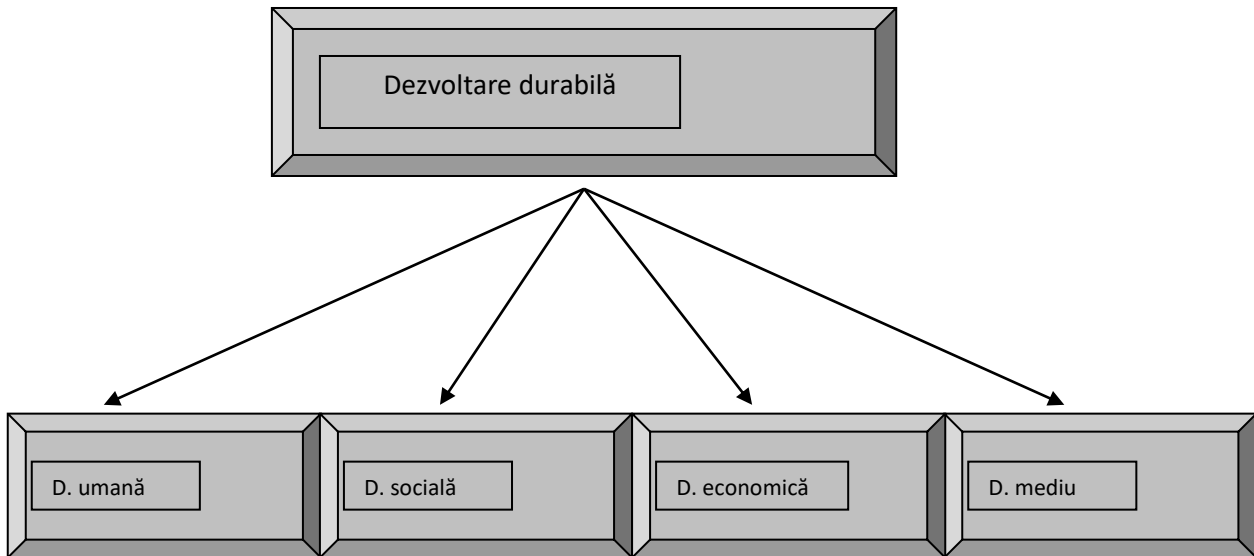 Dezvoltare durabilă
D. umană
D. socială
D. economică
D. mediu